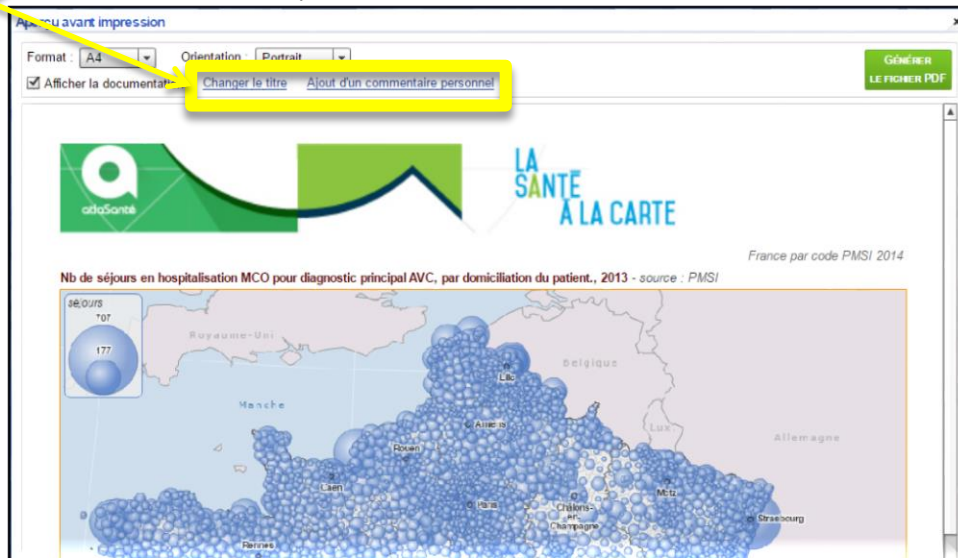 Aperçu avant impression
Format : A4 Orientation : Portrait
Afficher la documentati Changer le titre Ajout d'un commentaire personnel
GÉNÉRER
LE FICHIER PDF
atlaSanté
LA
SANTÉ
À LA CARTE
France par code PMSI 2014
Nb de séjours en hospitalisation MCO pour diagnostic principal AVC, par domiciliation du patient., 2013 - source : PMSI
séjours
707
177
Royaume-Uni
Belgique
Lille
Manche
Amiens
Lux.
Allemagne
Rouen
Caen
Metz
Paris
Châlons-
en-
Champagne
Strasbourg
Rennes